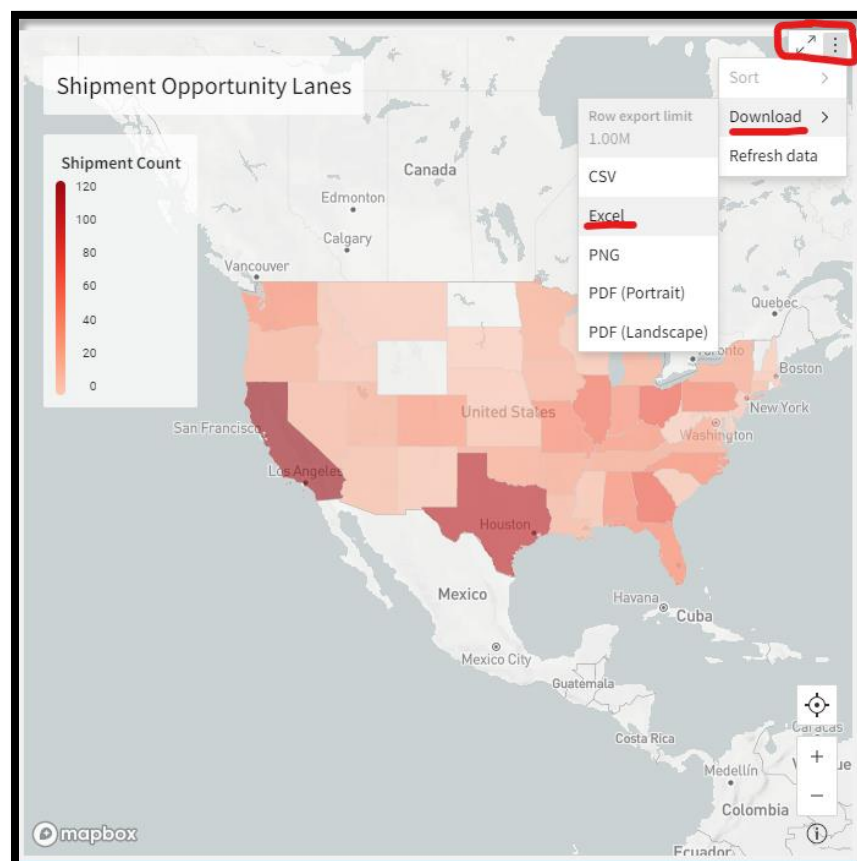 Shipment Opportunity Lanes
Sort
Download
Refresh data
Row export limit
1.00M
CSV
Excel
PNG
PDF (Portrait)
PDF (Landscape)
Shipment Count
120
100
80
60
40
20
0
Canada
Edmonton
Calgary
Vancouver
Quebec
Toronto
Boston
New York
Washington
United States
San Francisco
Los Angeles
Houston
Mexico
Havana
Cuba
Mexico City
Guatemala
Costa Rica
Caracas
Medellín
Colombia
Ecuador
mapbox